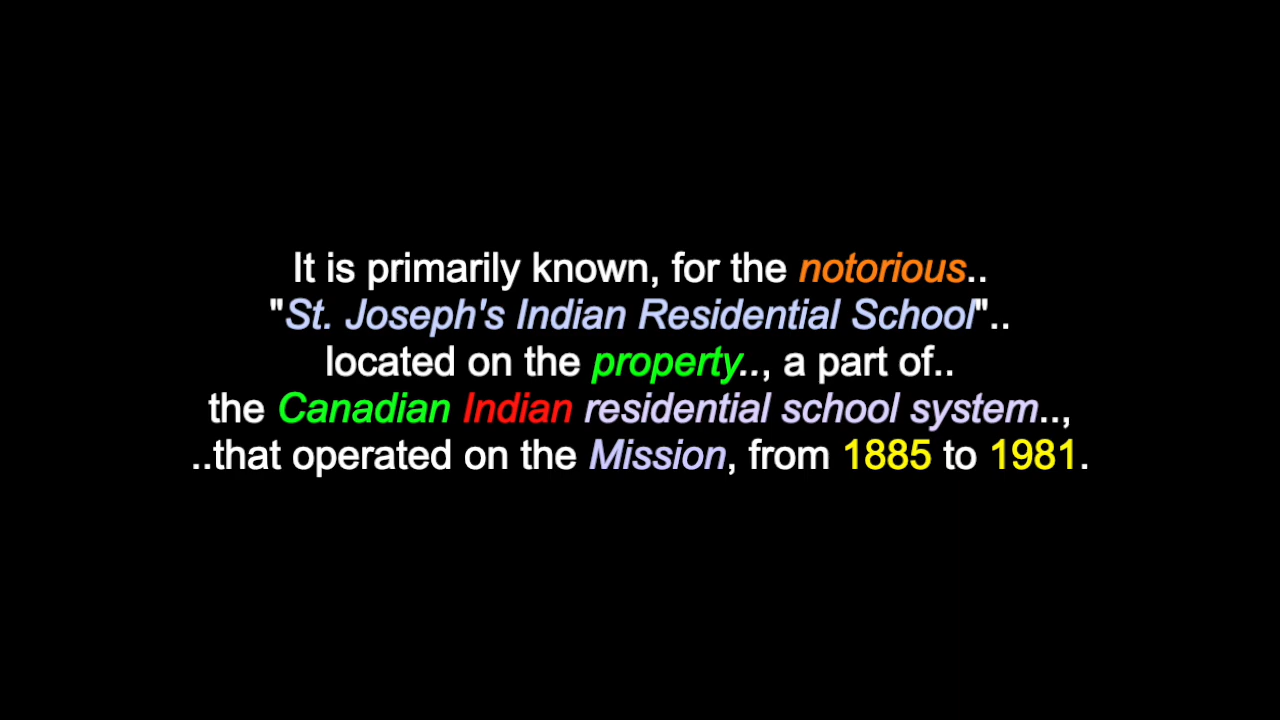 It is primarily known, for the notorious..
"St. Joseph's Indian Residential School"..
located on the property.., a part of..
the Canadian Indian residential school system..,
..that operated on the Mission, from 1885 to 1981.